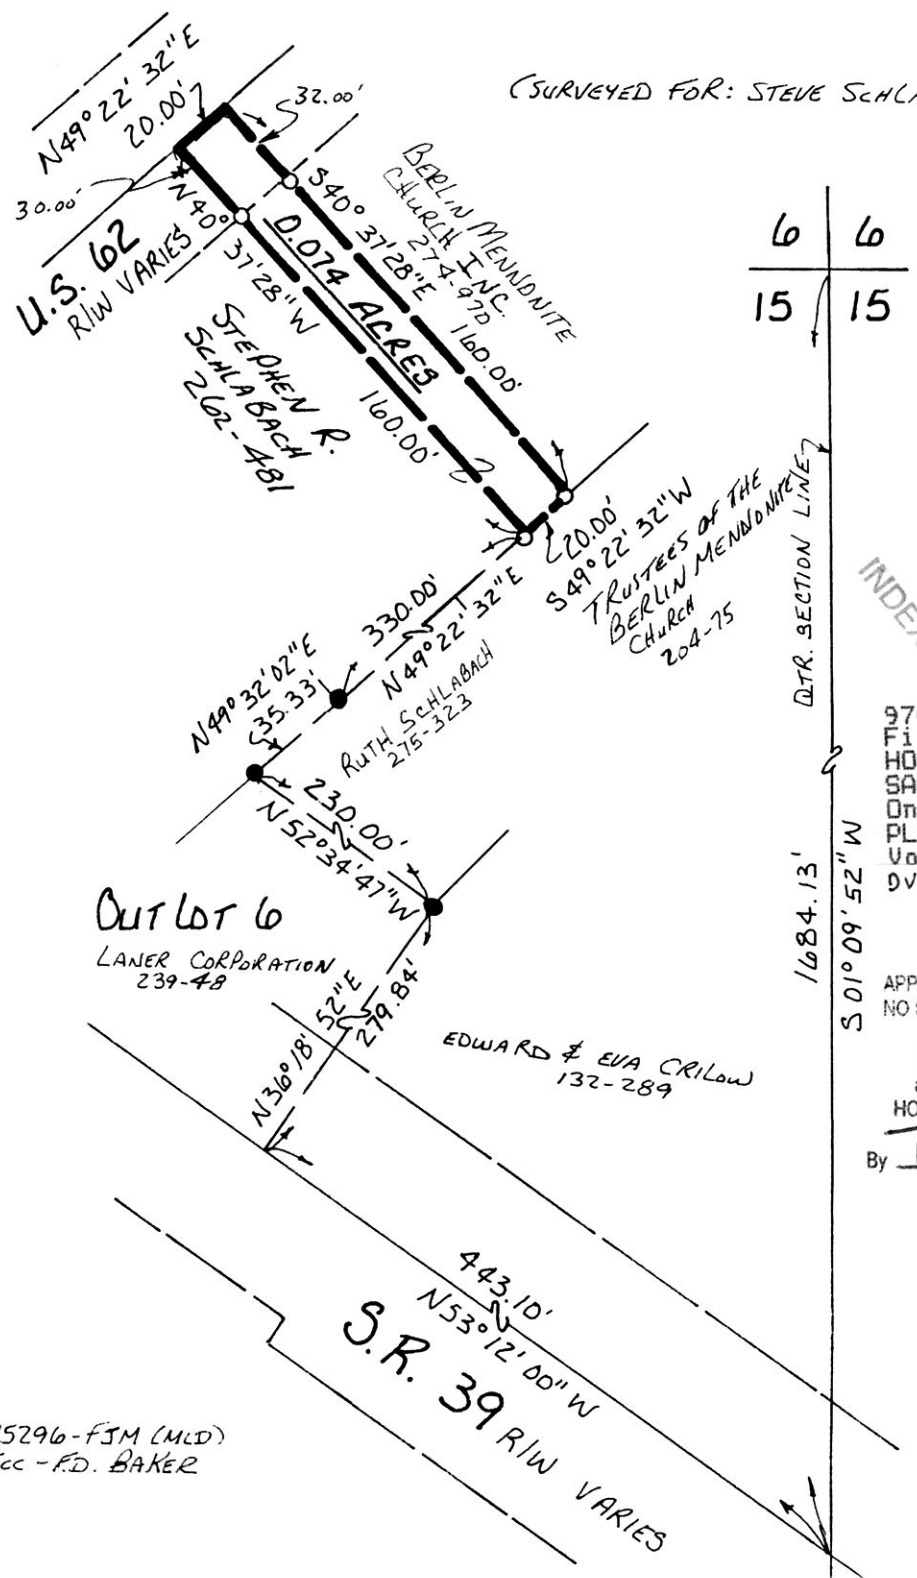 (SURVEYED FOR: STEVE
N49° 22' 32"E
20.00'
32.00'
30.00'
U.S. 62
R/W VARIES
N40°
37'28"W
160.00'
0.074 ACRES
S40° 37'28"E
160.00'
BERLIN MENNONITE
CHURCH INC.
274-970
STEPHEN R.
SCHLABACH
262-481
6 6
15 15
20.00'
S49° 22' 32"W
TRUSTEES OF THE
BERLIN MENNONITE
CHURCH
204-75
QTR. SECTION LINE
330.00'
N49° 22' 32"E
N49° 32' 02"E
35.33'
RUTH SCHLABACH
275-323
230.00'
N52° 34' 47"W
OUT LOT 6
LANER CORPORATION
239-48
N36° 18' 52"E
279.84'
EDWARD & EVA CRILOW
132-289
1684.13'
S 01° 09' 52" W
By
443.10'
N53° 12' 00" W
S.R. 39 R/W VARIES
5296-FJM (MLD)
cc - F.D. BAKER